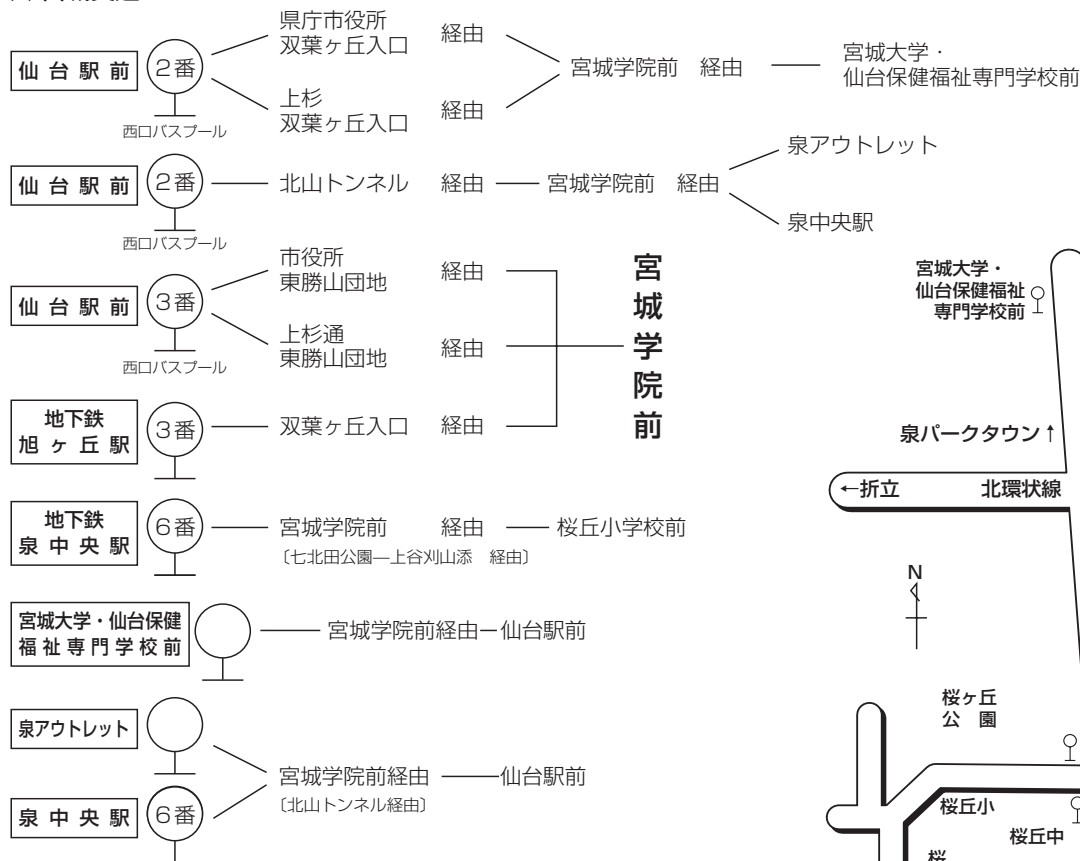 県庁市役所
双葉ヶ丘入口　経由
仙台駅前　2番
西口バスプール
上杉
双葉ヶ丘入口　経由
宮城学院前　経由
宮城大学・
仙台保健福祉専門学校前
仙台駅前　2番　北山トンネル　経由　宮城学院前　経由
西口バスプール
泉アウトレット
泉中央駅
仙台駅前　3番
西口バスプール
市役所
東勝山団地　経由
上杉通
東勝山団地　経由
地下鉄
旭ヶ丘駅　3番　双葉ヶ丘入口　経由
宮城学院前
地下鉄
泉中央駅　6番　宮城学院前　経由　桜丘小学校前
〔七北田公園―上谷刈山添　経由〕
宮城大学・仙台保健
福祉専門学校前　宮城学院前経由―仙台駅前
泉アウトレット
泉中央駅　6番
宮城学院前経由　仙台駅前
〔北山トンネル経由〕
宮城大学・
仙台保健福祉
専門学校前
泉パークタウン↑
←折立　北環状線
N
桜ヶ丘
公園
桜丘小
桜丘中
桜